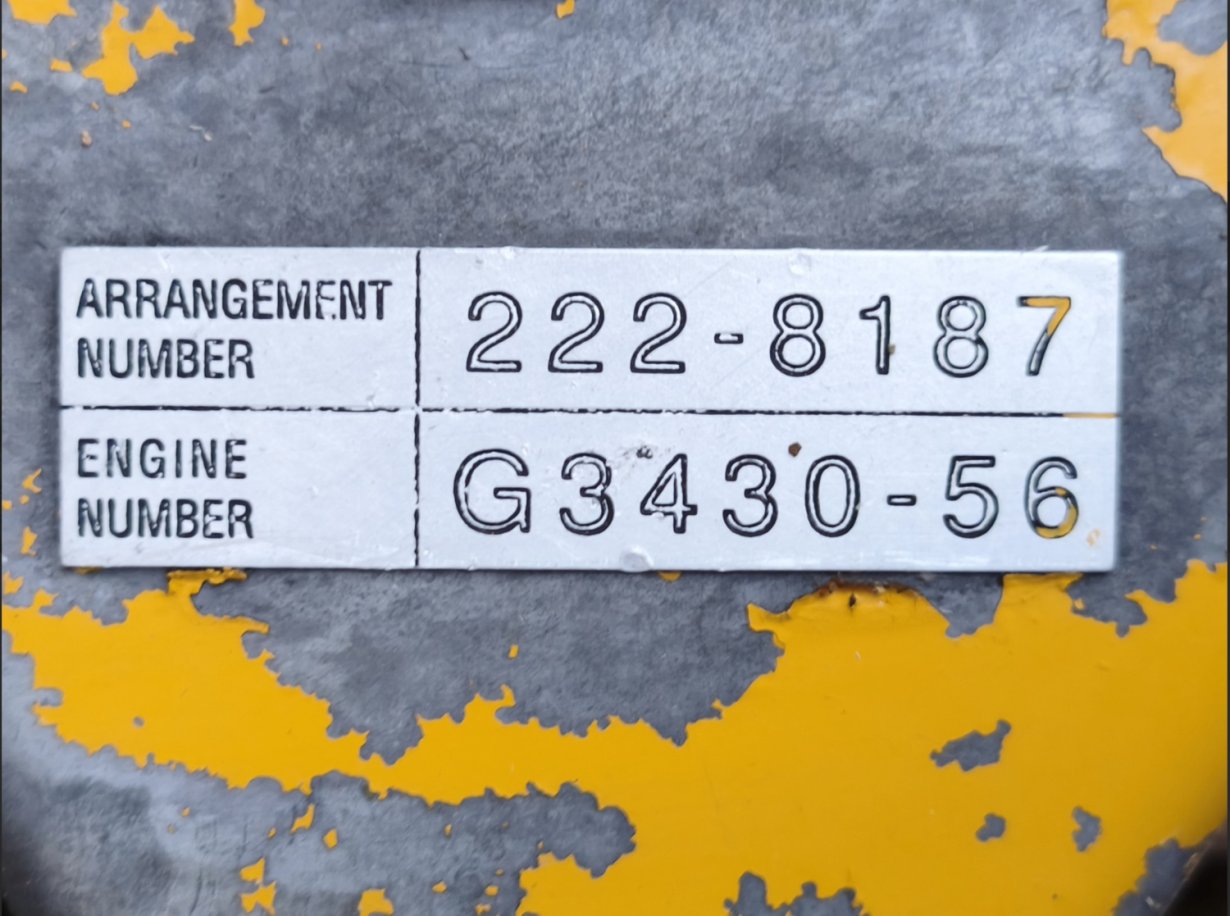 ARRANGEMENT
NUMBER
222-8187
ENGINE
NUMBER
G3430-56